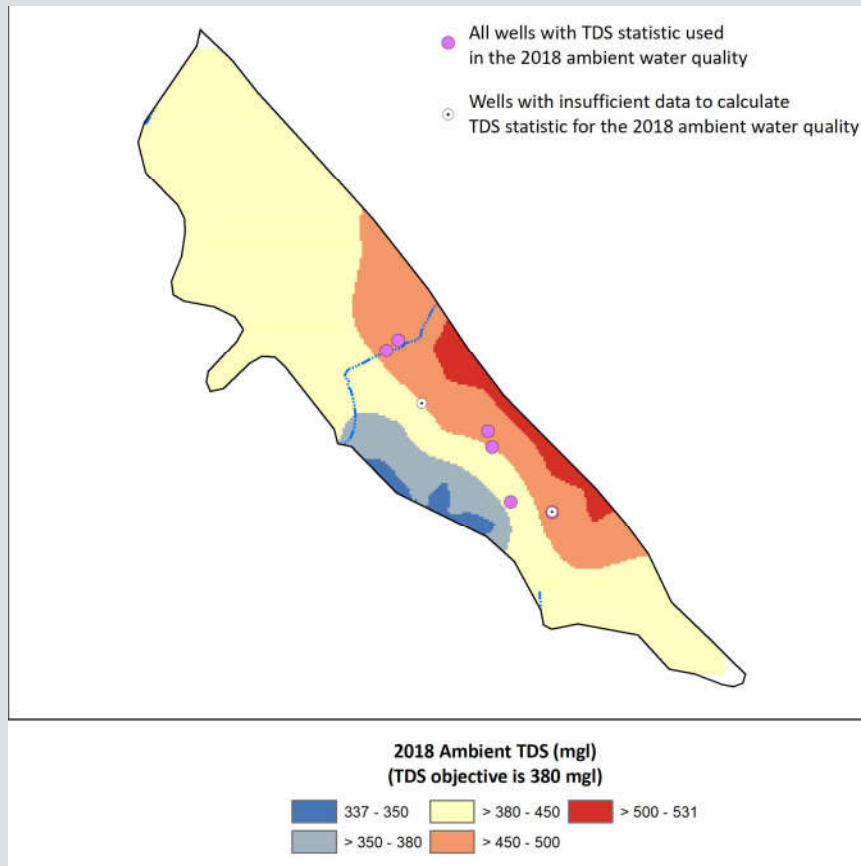 All wells with TDS statistic used
in the 2018 ambient water quality
Wells with insufficient data to calculate
TDS statistic for the 2018 ambient water quality
2018 Ambient TDS (mgl)
(TDS objective is 380 mgl)
337 - 350
> 380 - 450
> 500 - 531
> 350 - 380
> 450 - 500